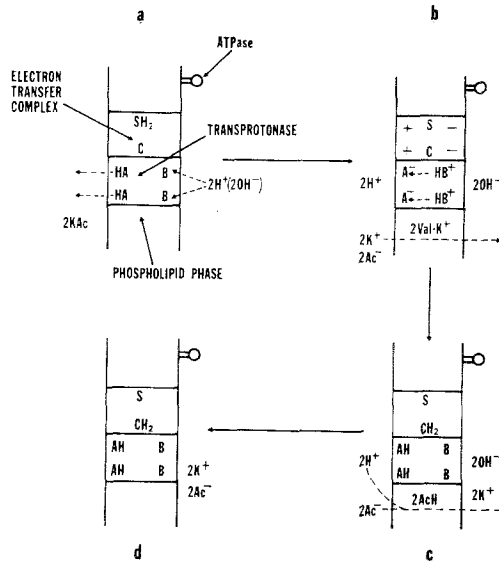 a
b
ATPase
ELECTRON
TRANSFER
COMPLEX
SH₂
C
TRANSPROTONASE
HA
B
HA
B
2H⁺(2OH⁻)
2KAc
PHOSPHOLIPID PHASE
+ S −
+ C −
A⁻ HB⁺
A⁻ HB⁺
2H⁺
2OH⁻
2Val-K⁺
2K⁺
2Ac⁻
S
CH₂
AH B
AH B
2K⁺
2Ac⁻
S
CH₂
AH B
AH B
2H⁺
2OH⁻
2AcH
2K⁺
2Ac⁻
d
c